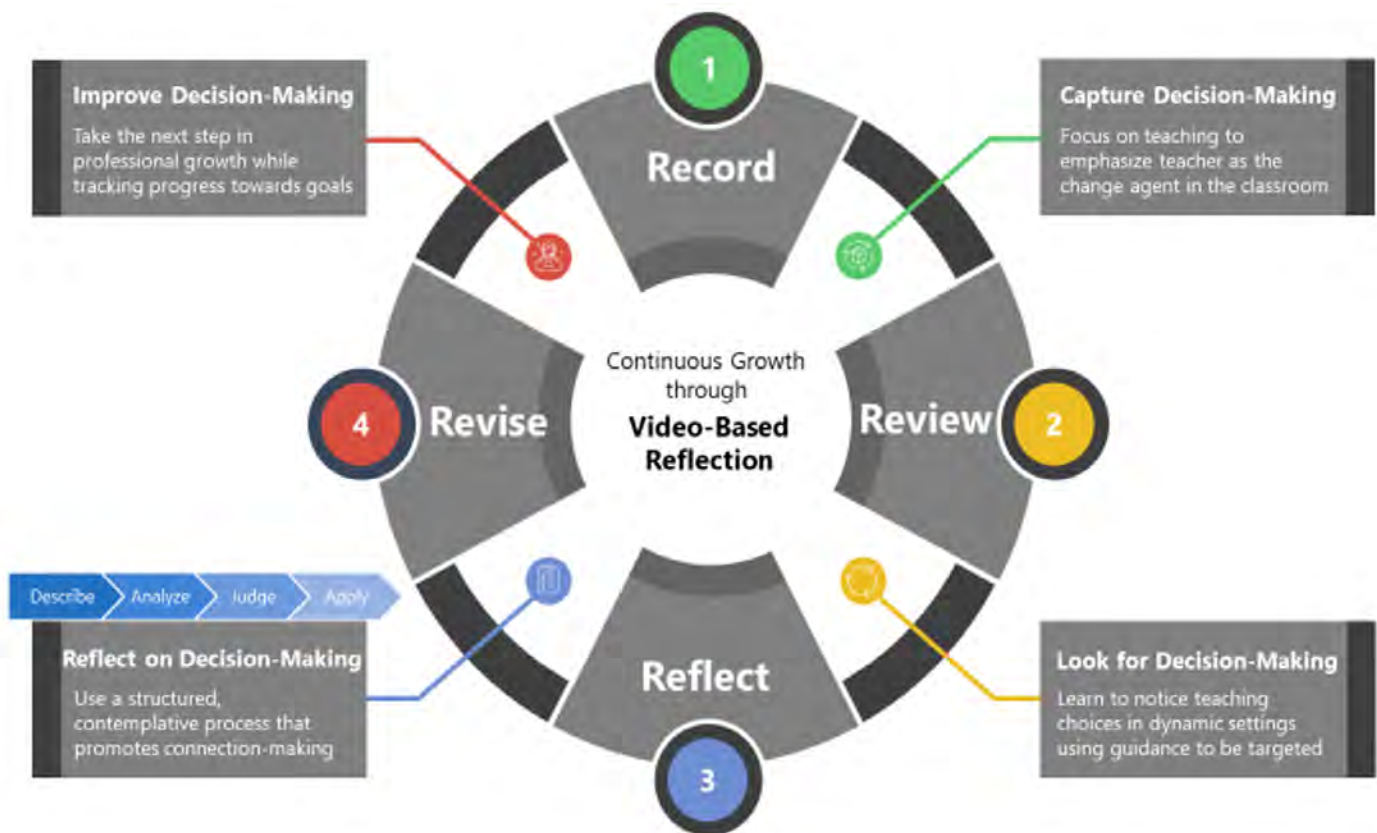 1
Record
Capture Decision-Making
Focus on teaching to
emphasize teacher as the
change agent in the classroom
2
Review
Look for Decision-Making
Learn to notice teaching
choices in dynamic settings
using guidance to be targeted
3
Reflect
Describe Analyze Judge Apply
Reflect on Decision-Making
Use a structured,
contemplative process that
promotes connection-making
4
Revise
Improve Decision-Making
Take the next step in
professional growth while
tracking progress towards goals
Continuous Growth
through
Video-Based
Reflection